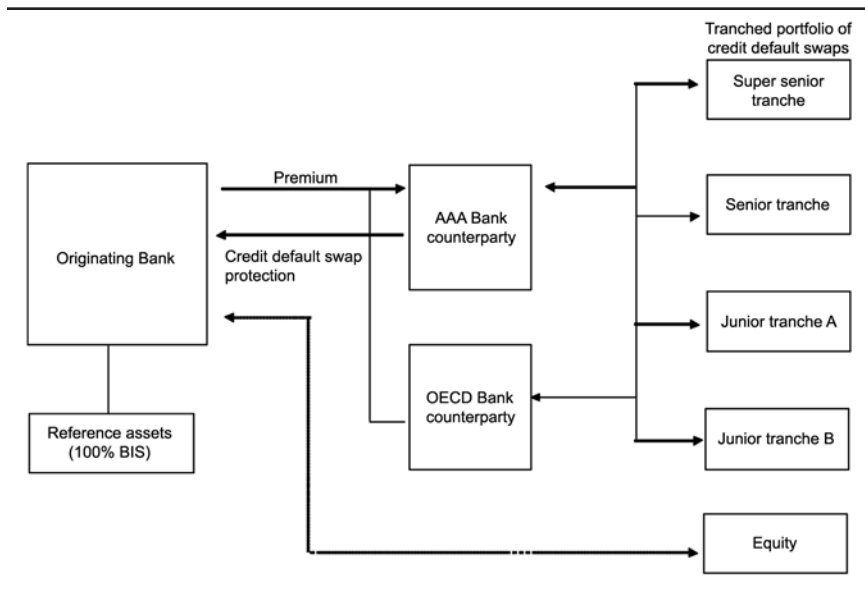 Tranched portfolio of
credit default swaps
Super senior
tranche
Premium
AAA Bank
counterparty
Senior tranche
Originating Bank
Credit default swap
protection
Junior tranche A
OECD Bank
counterparty
Reference assets
(100% BIS)
Junior tranche B
Equity